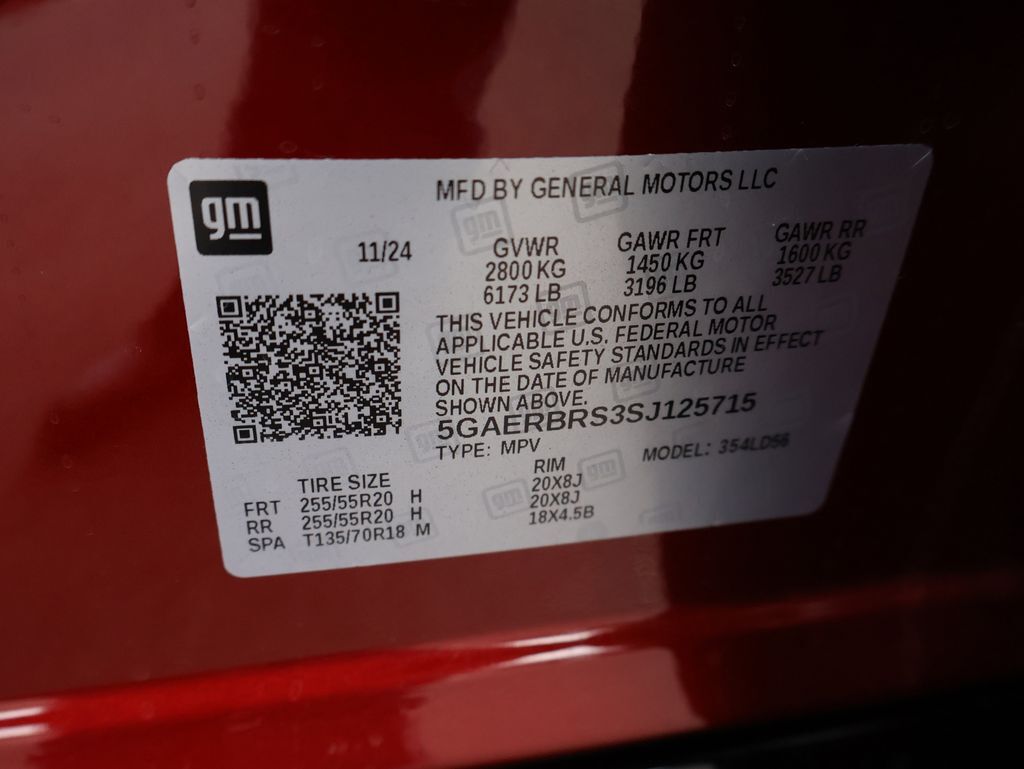 gm
MFD BY GENERAL MOTORS LLC
11/24
GVWR GAWR FRT GAWR RR
2800 KG 1450 KG 1600 KG
6173 LB 3196 LB 3527 LB
THIS VEHICLE CONFORMS TO ALL
APPLICABLE U.S. FEDERAL MOTOR
VEHICLE SAFETY STANDARDS IN EFFECT
ON THE DATE OF MANUFACTURE
SHOWN ABOVE.
5GAERBRS3SJ125715
TYPE: MPV MODEL: 354LD56
TIRE SIZE RIM
FRT 255/55R20 H 20X8J
RR 255/55R20 H 20X8J
SPA T135/70R18 M 18X4.5B